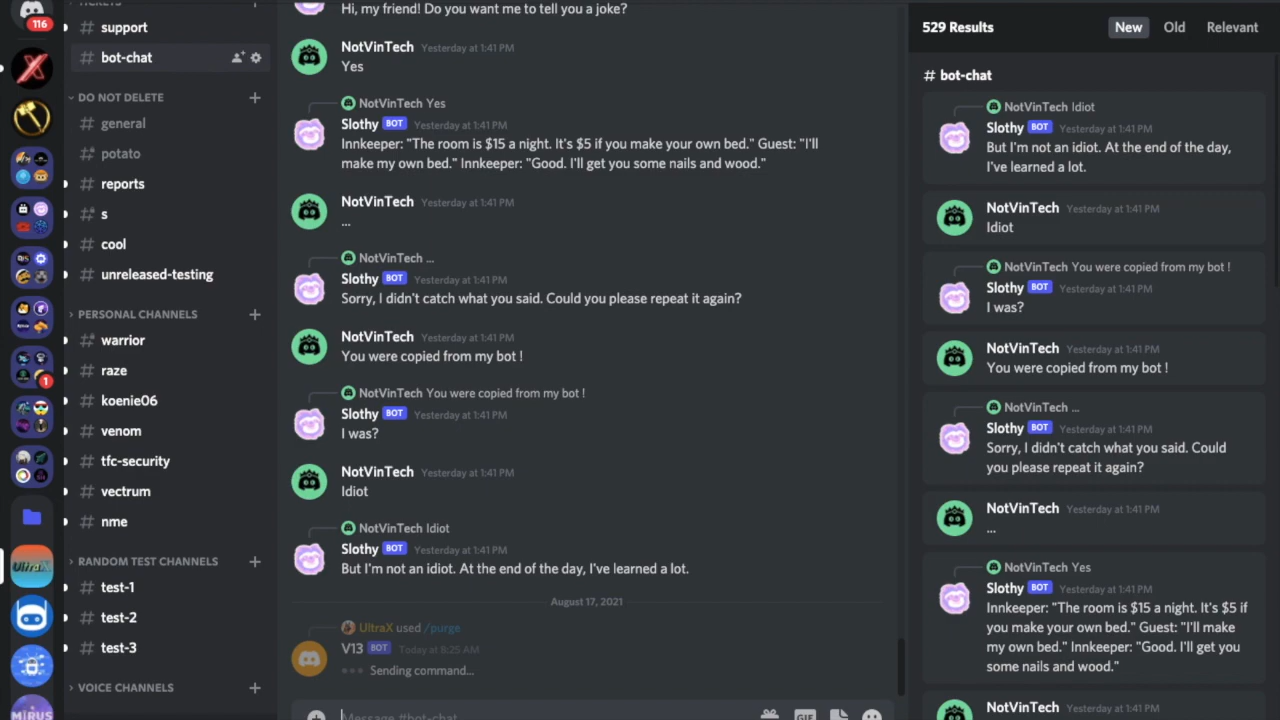 116
support
bot-chat
DO NOT DELETE
general
potato
reports
s
cool
unreleased-testing
PERSONAL CHANNELS
warrior
raze
1
koenie06
venom
tfc-security
vectrum
nme
RANDOM TEST CHANNELS
UltraX
test-1
test-2
test-3
VOICE CHANNELS
MIRUS
Hi, my friend! Do you want me to tell you a joke?
NotVinTech Yesterday at 1:41 PM
Yes
NotVinTech Yes
Slothy BOT Yesterday at 1:41 PM
Innkeeper: "The room is $15 a night. It's $5 if you make your own bed." Guest: "I'll
make my own bed." Innkeeper: "Good. I'll get you some nails and wood."
NotVinTech Yesterday at 1:41 PM
...
NotVinTech ...
Slothy BOT Yesterday at 1:41 PM
Sorry, I didn't catch what you said. Could you please repeat it again?
NotVinTech Yesterday at 1:41 PM
You were copied from my bot !
NotVinTech You were copied from my bot !
Slothy BOT Yesterday at 1:41 PM
I was?
NotVinTech Yesterday at 1:41 PM
Idiot
NotVinTech Idiot
Slothy BOT Yesterday at 1:41 PM
But I'm not an idiot. At the end of the day, I've learned a lot.
August 17, 2021
UltraX used /purge
V13 BOT Today at 8:25 AM
Sending command...
Message #bot-chat
GIF
529 Results
New Old Relevant
# bot-chat
NotVinTech Idiot
Slothy BOT Yesterday at 1:41 PM
But I'm not an idiot. At the end of the day,
I've learned a lot.
NotVinTech Yesterday at 1:41 PM
Idiot
NotVinTech You were copied from my bot !
Slothy BOT Yesterday at 1:41 PM
I was?
NotVinTech Yesterday at 1:41 PM
You were copied from my bot !
NotVinTech ...
Slothy BOT Yesterday at 1:41 PM
Sorry, I didn't catch what you said. Could
you please repeat it again?
NotVinTech Yesterday at 1:41 PM
...
NotVinTech Yes
Slothy BOT Yesterday at 1:41 PM
Innkeeper: "The room is $15 a night. It's $5 if
you make your own bed." Guest: "I'll make
my own bed." Innkeeper: "Good. I'll get you
some nails and wood."
NotVinTech Yesterday at 1:41 PM